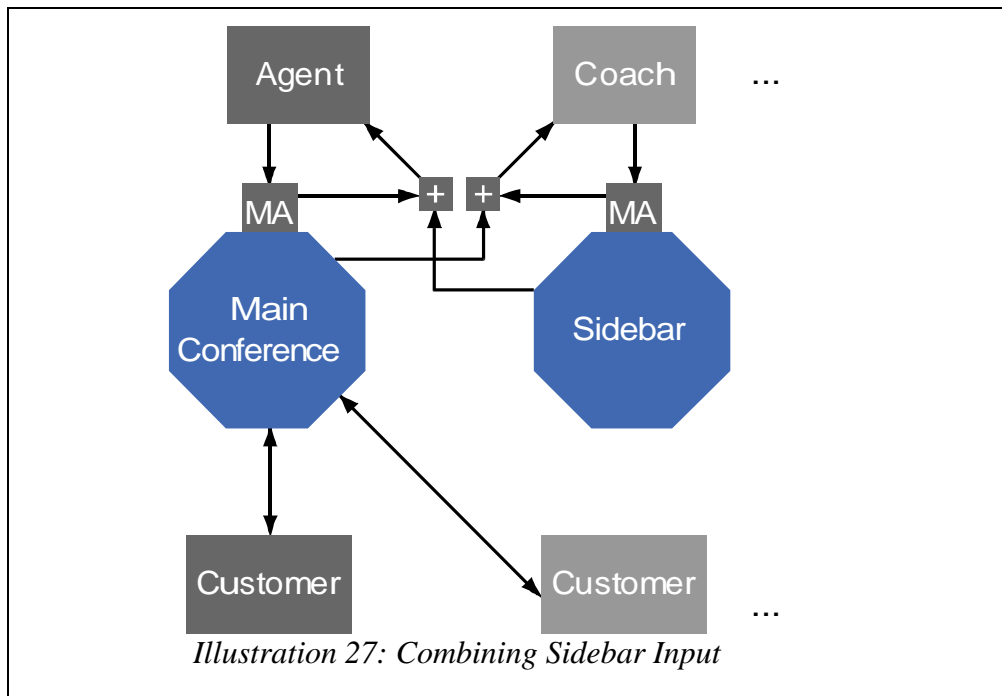 Agent
Coach
...
+
+
MA
MA
Main
Conference
Sidebar
Customer
Customer
...
Illustration 27: Combining Sidebar Input